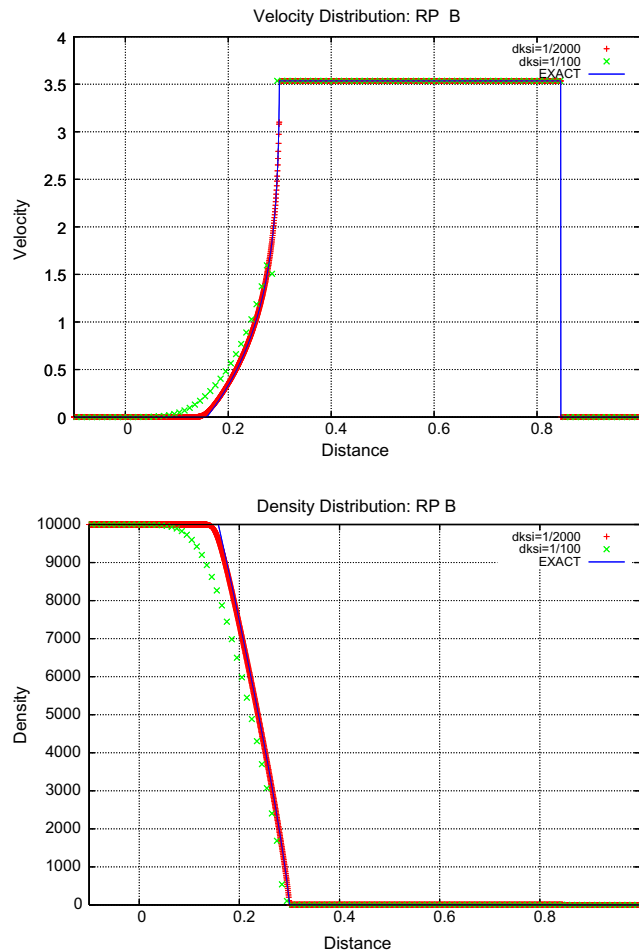 Velocity Distribution: RP B
4
3.5
3
2.5
2
1.5
1
0.5
0
Velocity
dksi=1/2000
dksi=1/100
EXACT
0 0.2 0.4 0.6 0.8
Distance
Density Distribution: RP B
10000
9000
8000
7000
6000
5000
4000
3000
2000
1000
0
Density
dksi=1/2000
dksi=1/100
EXACT
0 0.2 0.4 0.6 0.8
Distance